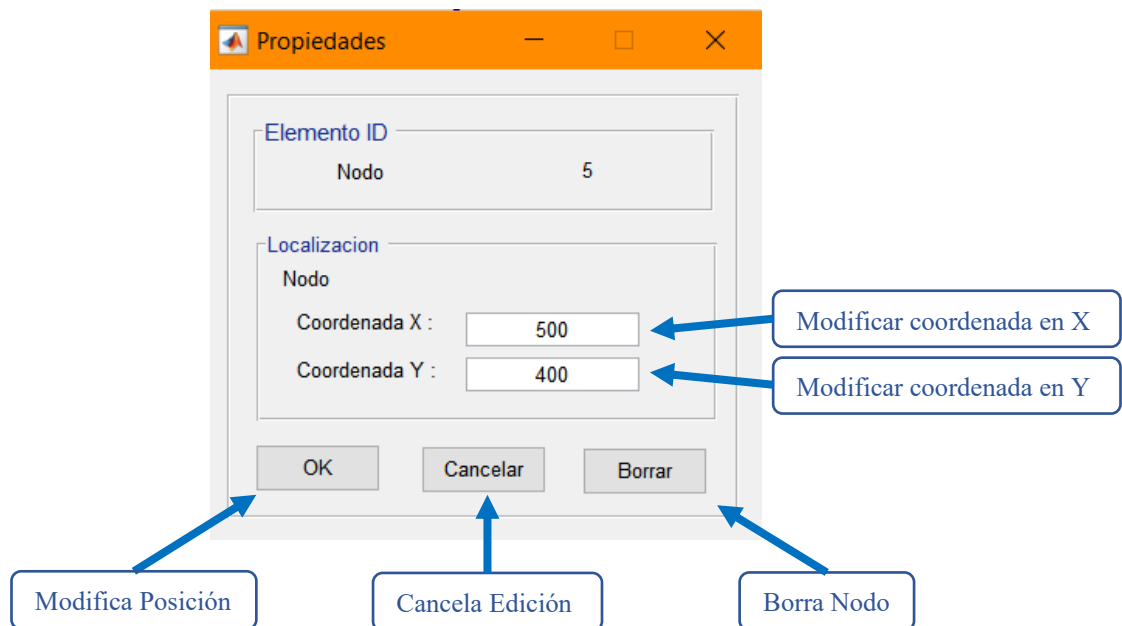 Propiedades
Elemento ID
Nodo 5
Localizacion
Nodo
Coordenada X : 500
Modificar coordenada en X
Coordenada Y : 400
Modificar coordenada en Y
OK Cancelar Borrar
Modifica Posición Cancela Edición Borra Nodo